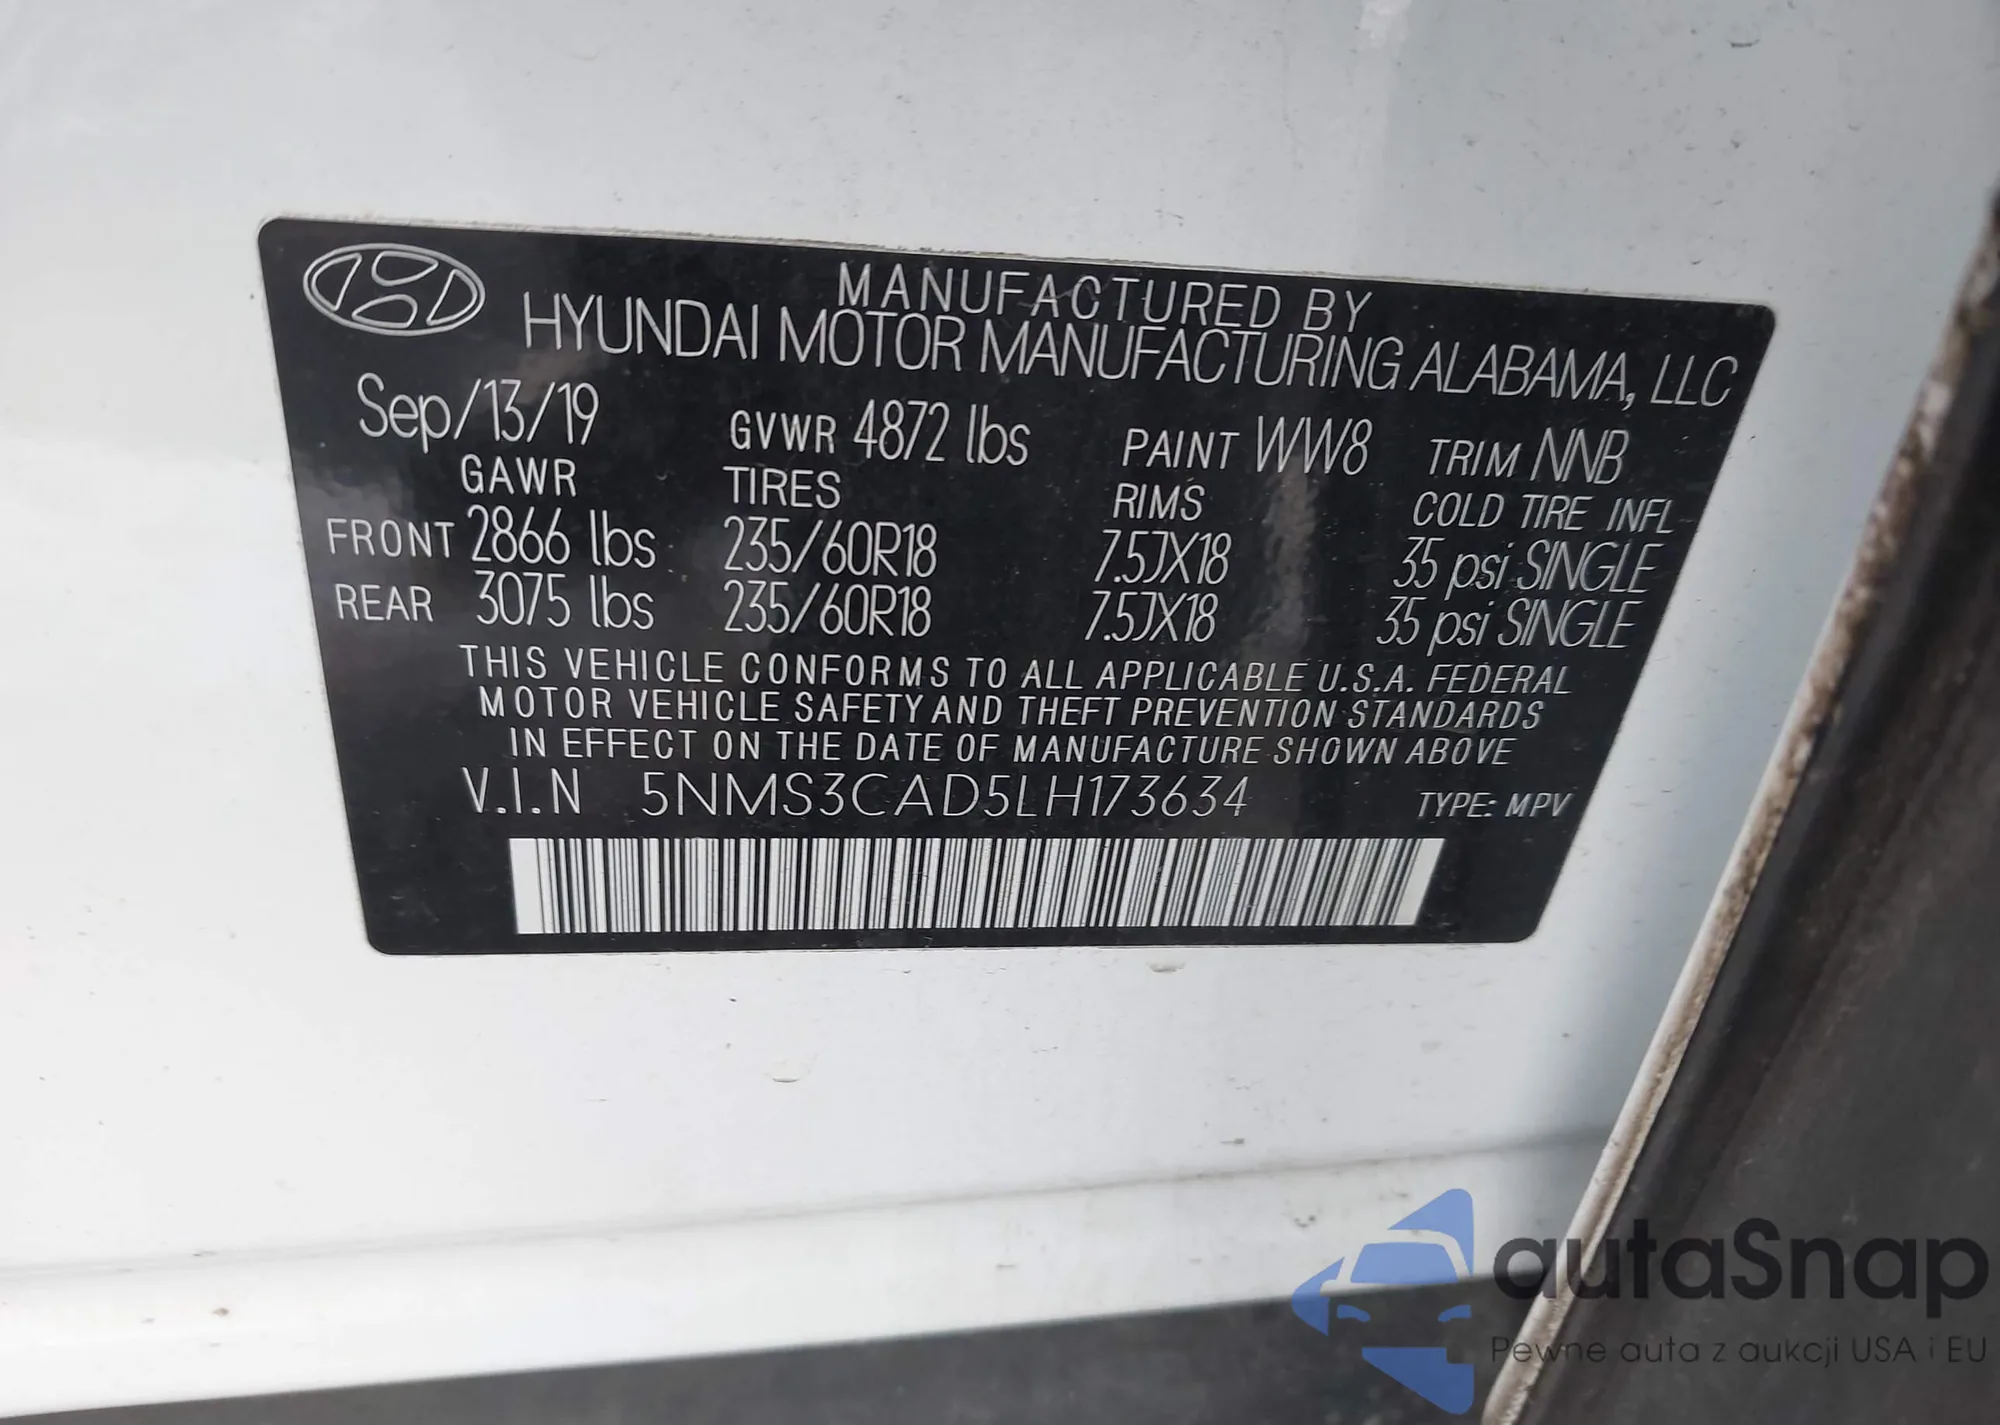 MANUFACTURED BY
HYUNDAI MOTOR MANUFACTURING ALABAMA, LLC
Sep/13/19 GVWR 4872 lbs PAINT WW8 TRIM NNB
GAWR TIRES RIMS COLD TIRE INFL
FRONT 2866 lbs 235/60R18 7.5JX18 35 psi SINGLE
REAR 3075 lbs 235/60R18 7.5JX18 35 psi SINGLE
THIS VEHICLE CONFORMS TO ALL APPLICABLE U.S.A. FEDERAL
MOTOR VEHICLE SAFETY AND THEFT PREVENTION STANDARDS
IN EFFECT ON THE DATE OF MANUFACTURE SHOWN ABOVE
V.I.N 5NMS3CAD5LH173634 TYPE: MPV
autaSnap
Pewne auta z aukcji USA i EU